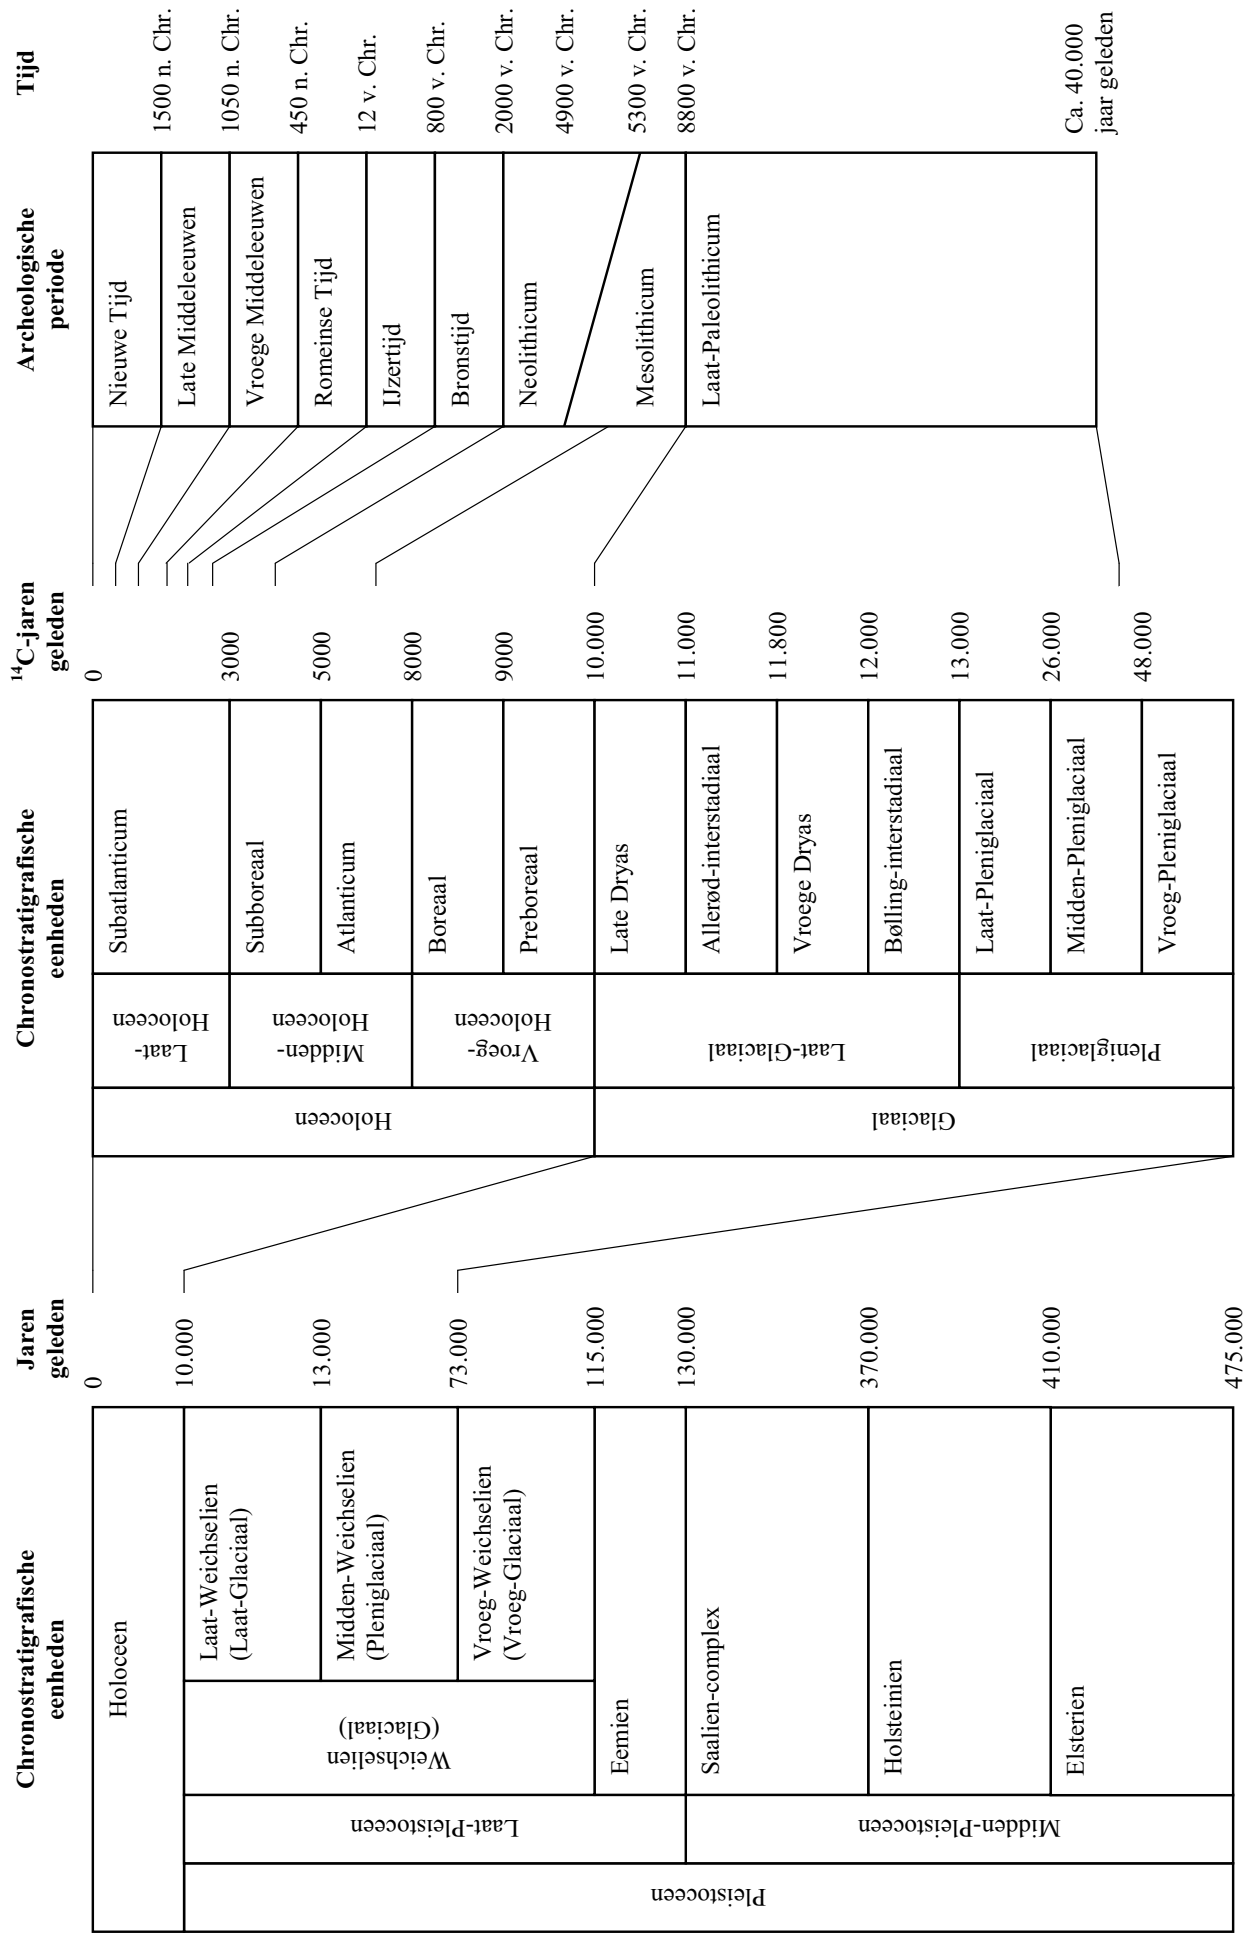 Chronostratigrafische
eenheden
Jaren
geleden
Chronostratigrafische
eenheden
¹⁴C-jaren
geleden
Archeologische
periode
Tijd
Pleistoceen
Laat-Pleistoceen
Midden-Pleistoceen
Weichselien
(Glaciaal)
Holoceen
Laat-Weichselien
(Laat-Glaciaal)
Midden-Weichselien
(Pleniglaciaal)
Vroeg-Weichselien
(Vroeg-Glaciaal)
Eemien
Saalien-complex
Holsteinien
Elsterien
0
10.000
13.000
73.000
115.000
130.000
370.000
410.000
475.000
Holoceen
Glaciaal
Laat-
Holoceen
Midden-
Holoceen
Vroeg-
Holoceen
Laat-Glaciaal
Pleniglaciaal
Subatlanticum
Subboreaal
Atlanticum
Boreaal
Preboreaal
Late Dryas
Allerød-interstadiaal
Vroege Dryas
Bølling-interstadiaal
Laat-Pleniglaciaal
Midden-Pleniglaciaal
Vroeg-Pleniglaciaal
0
3000
5000
8000
9000
10.000
11.000
11.800
12.000
13.000
26.000
48.000
Nieuwe Tijd
Late Middeleeuwen
Vroege Middeleeuwen
Romeinse Tijd
IJzertijd
Bronstijd
Neolithicum
Mesolithicum
Laat-Paleolithicum
1500 n. Chr.
1050 n. Chr.
450 n. Chr.
12 v. Chr.
800 v. Chr.
2000 v. Chr.
4900 v. Chr.
5300 v. Chr.
8800 v. Chr.
Ca. 40.000
jaar geleden